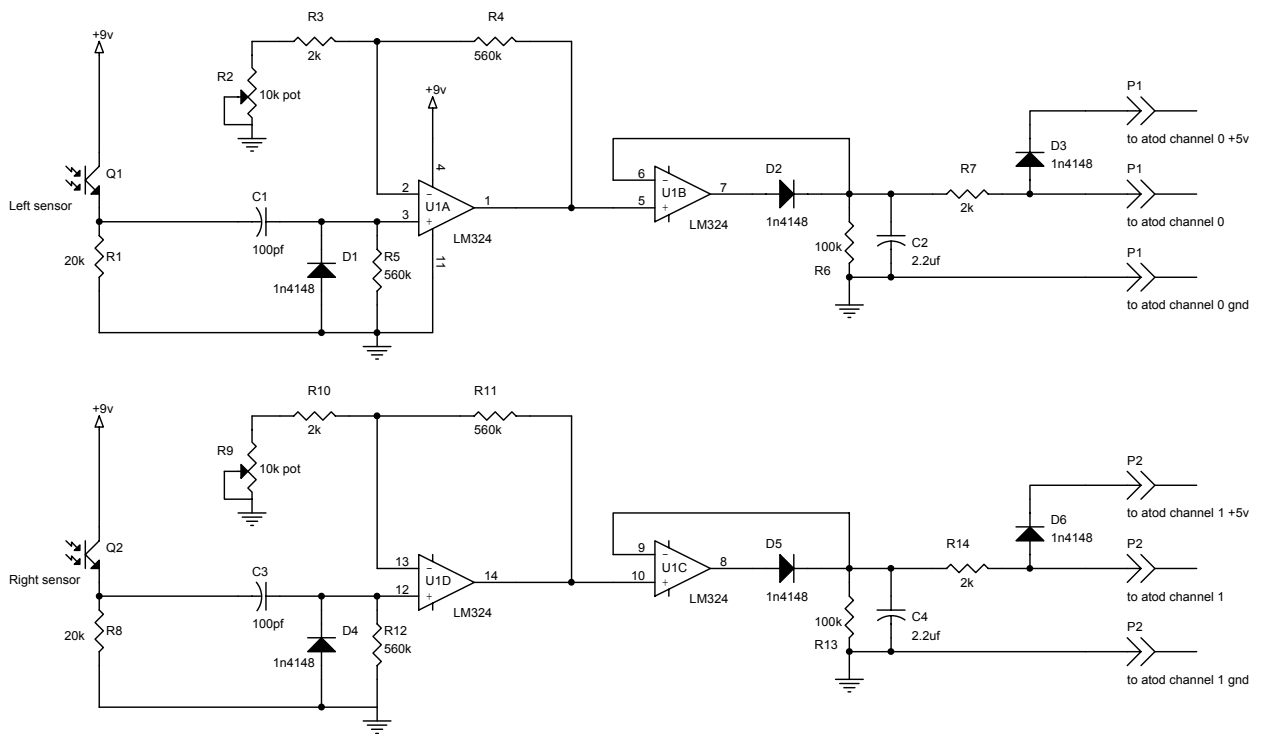 R3
R4
+9v
2k
560k
R2
10k pot
+9v
P1
to atod channel 0 +5v
4
D3
1n4148
Q1
6
−
D2
R7
P1
2
−
U1B
7
Left sensor
C1
U1A
1
5
+
1n4148
2k
to atod channel 0
3
+
LM324
LM324
100pf
D1
R5
560k
11
100k
R6
C2
2.2uf
P1
20k
R1
1n4148
to atod channel 0 gnd
R10
R11
+9v
2k
560k
R9
10k pot
P2
to atod channel 1 +5v
D6
1n4148
Q2
9
−
D5
R14
P2
13
−
U1C
8
Right sensor
C3
U1D
14
10
+
1n4148
2k
to atod channel 1
12
+
LM324
LM324
100pf
D4
R12
560k
100k
R13
C4
2.2uf
P2
20k
R8
1n4148
to atod channel 1 gnd